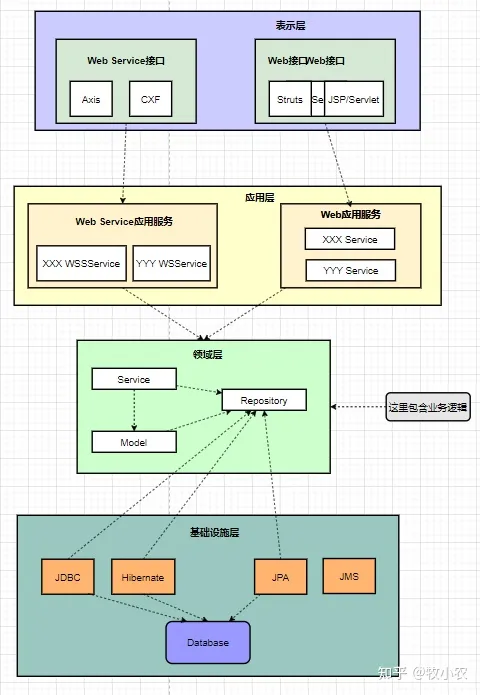 表示层
Web Service接口
Web接口Web接口
Axis
CXF
Struts
Se
JSP/Servlet
应用层
Web Service应用服务
Web应用服务
XXX WSSService
YYY WSService
XXX Service
YYY Service
领域层
Service
Repository
Model
这里包含业务逻辑
基础设施层
JDBC
Hibernate
JPA
JMS
Database
知乎 @牧小农